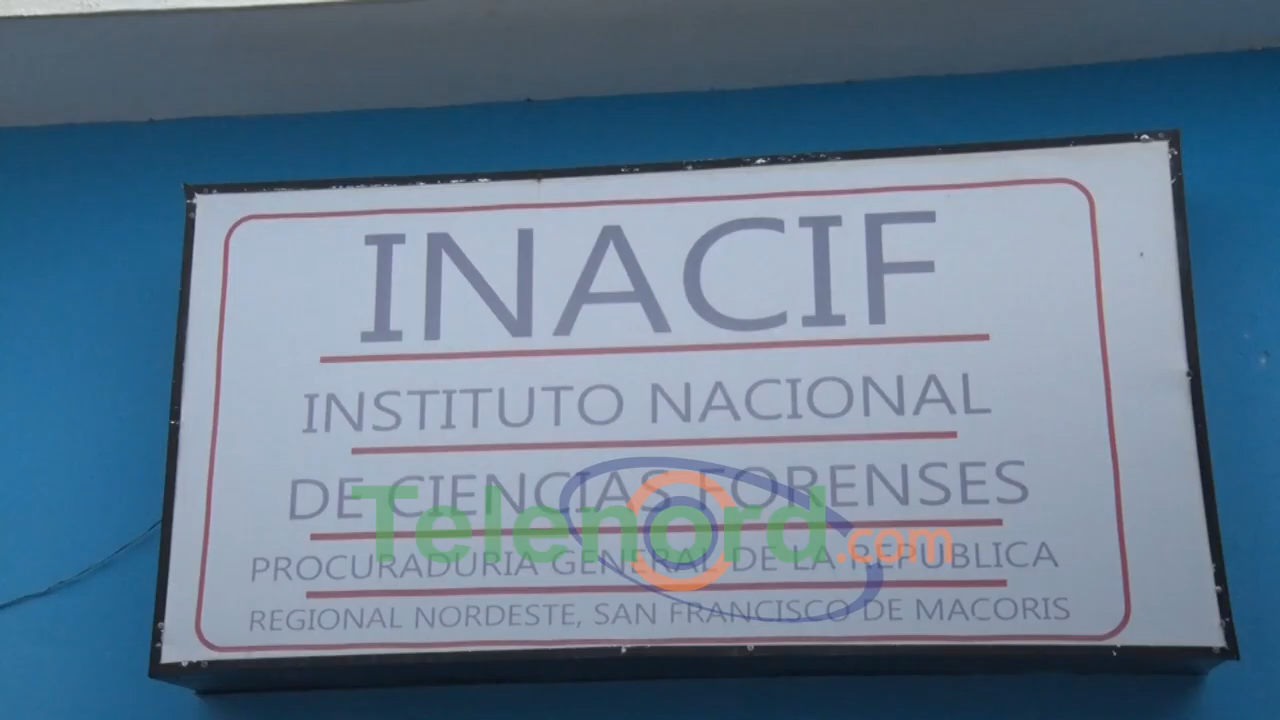 INACIF
INSTITUTO NACIONAL
DE CIENCIAS FORENSES
Telenord.com
PROCURADURIA GENERAL DE LA REPUBLICA
REGIONAL NORDESTE, SAN FRANCISCO DE MACORIS